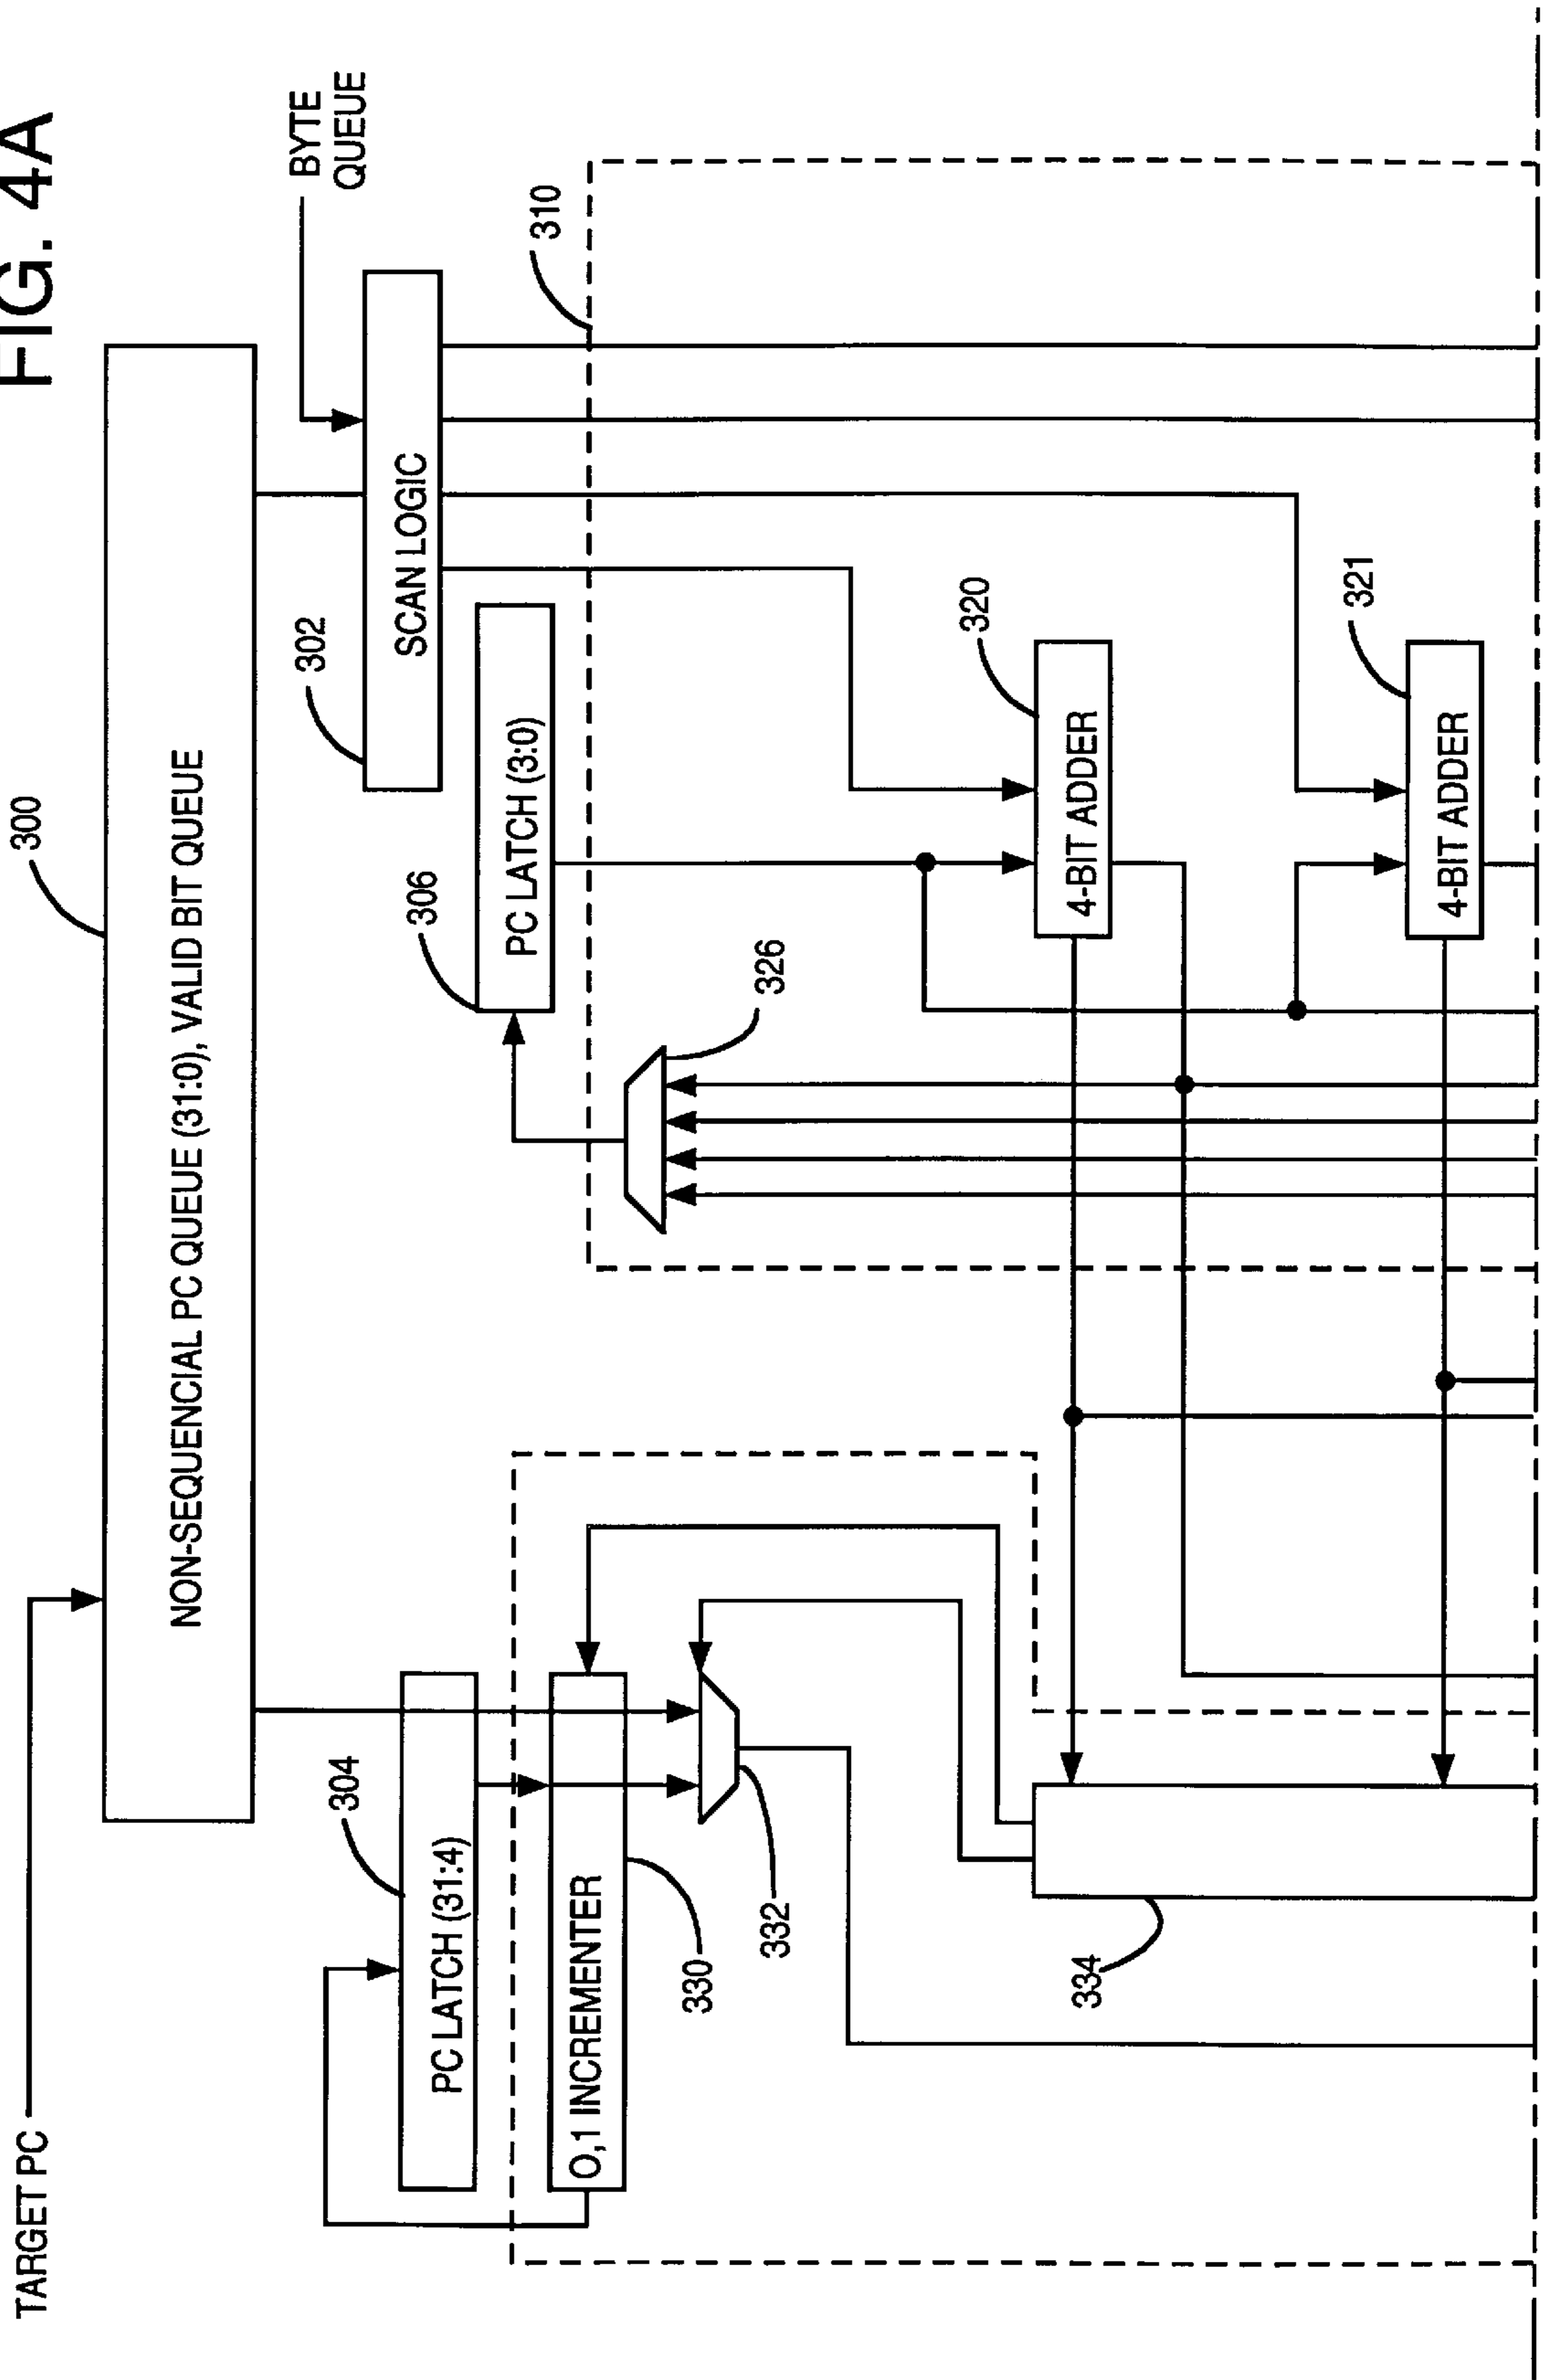 FIG. 4A
TARGET PC
300
NON-SEQUENCIAL PC QUEUE (31:0), VALID BIT QUEUE
BYTE
QUEUE
302
SCAN LOGIC
304
PC LATCH (31:4)
306
PC LATCH (3:0)
310
O,1 INCREMENTER
330
326
332
320
4-BIT ADDER
334
321
4-BIT ADDER